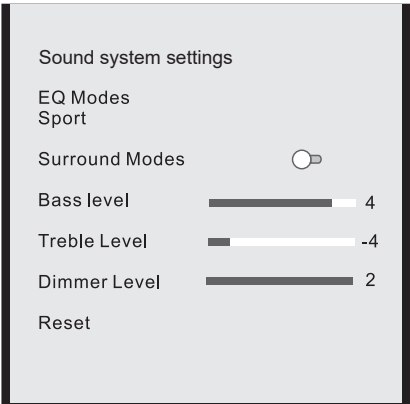 Sound system settings
EQ Modes
Sport
Surround Modes
Bass level 4
Treble Level -4
Dimmer Level 2
Reset